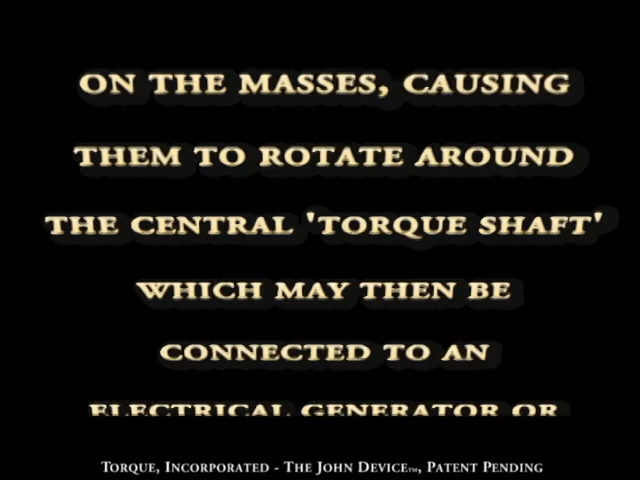 ON THE MASSES, CAUSING
THEM TO ROTATE AROUND
THE CENTRAL 'TORQUE SHAFT'
WHICH MAY THEN BE
CONNECTED TO AN
ELECTRICAL GENERATOR OR
TORQUE, INCORPORATED - THE JOHN DEVICE™, PATENT PENDING